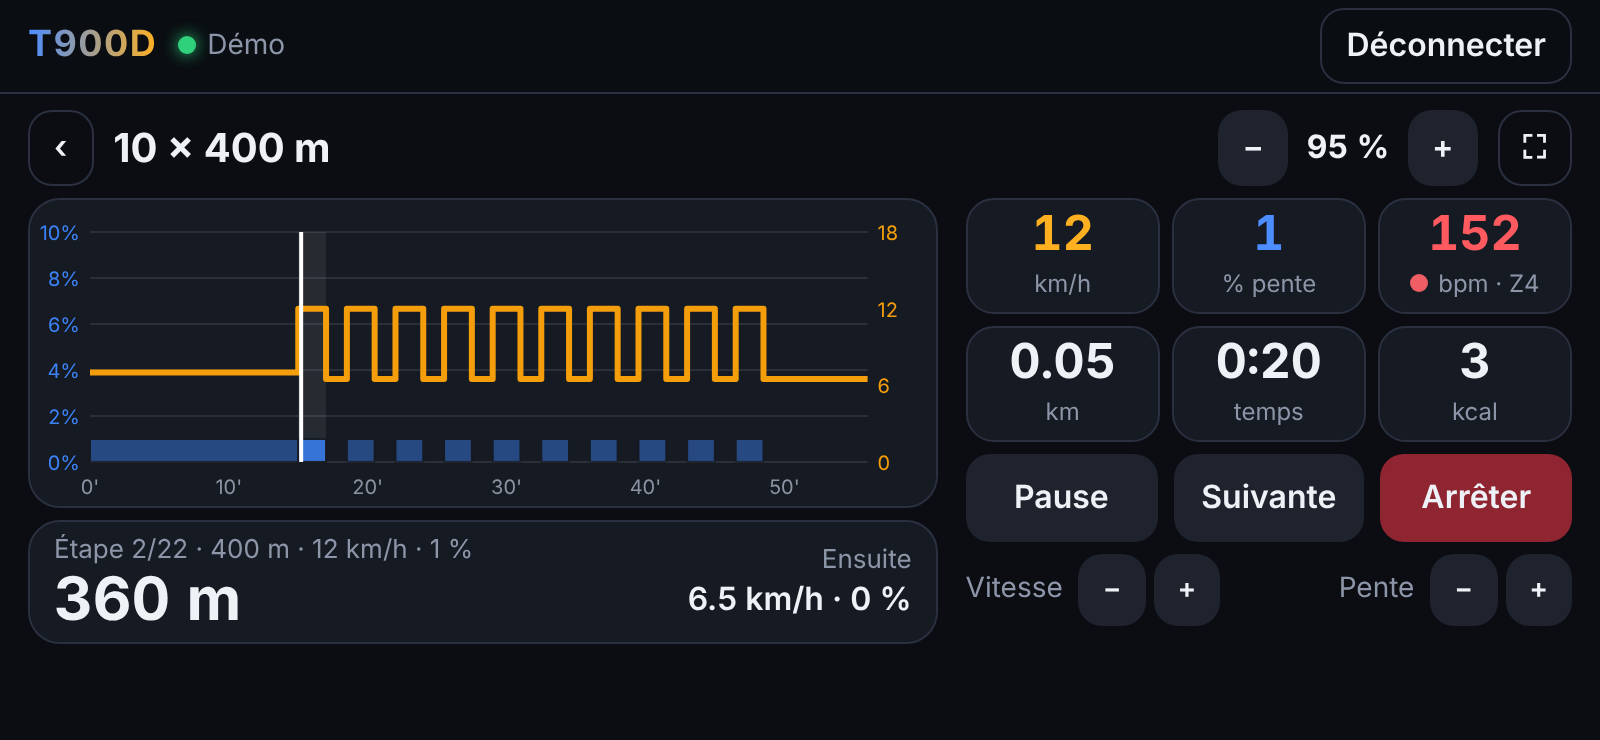 T900D Démo Déconnecter
‹ 10 × 400 m − 95 % +
10% 18
8%
6% 12
4%
2% 6
0% 0
0' 10' 20' 30' 40' 50'
Étape 2/22 · 400 m · 12 km/h · 1 %
360 m
Ensuite
6.5 km/h · 0 %
12 1 152
km/h % pente bpm · Z4
0.05 0:20 3
km temps kcal
Pause Suivante Arrêter
Vitesse − + Pente − +